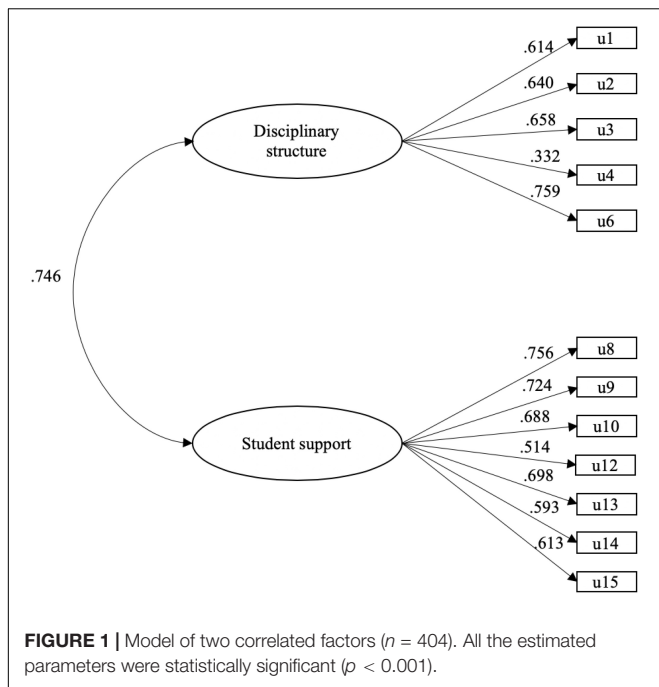 .614
u1
.640
u2
.658
u3
.332
u4
.759
u6
Disciplinary
structure
.746
.756
u8
.724
u9
.688
u10
.514
u12
.698
u13
.593
u14
.613
u15
Student support
FIGURE 1 | Model of two correlated factors (n = 404). All the estimated
parameters were statistically significant (p < 0.001).